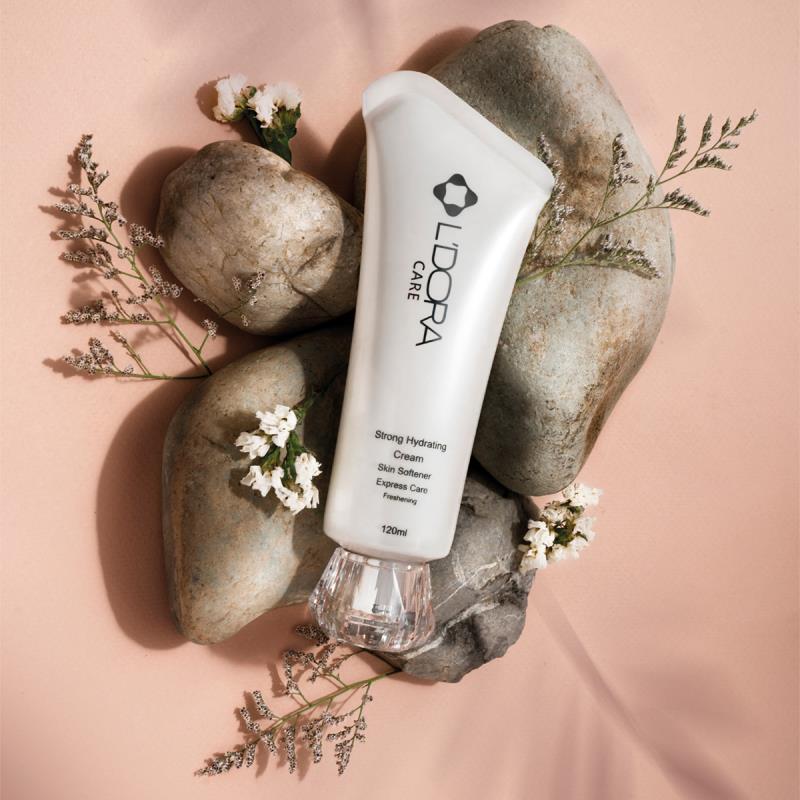 L'DORA
CARE
Strong Hydrating
Cream
Skin Softener
Express Care
Freshening
120ml